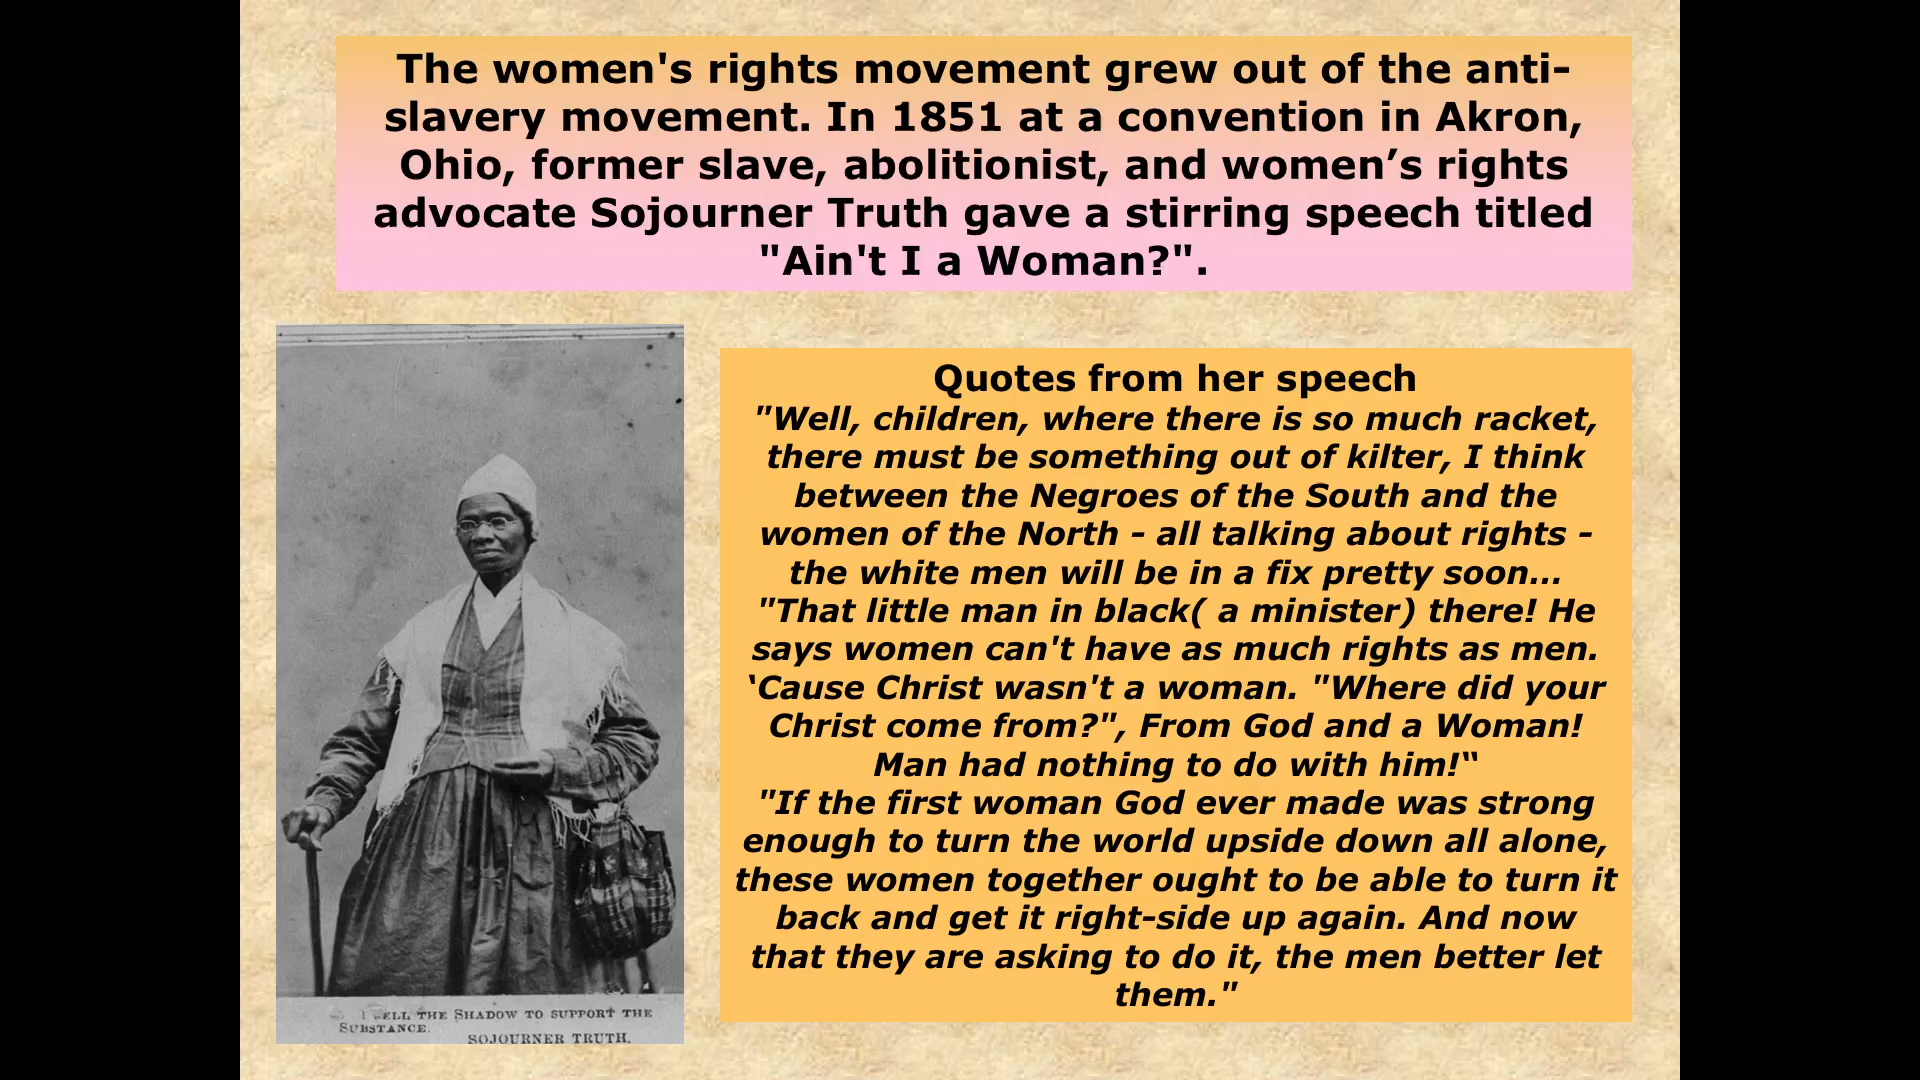 The women's rights movement grew out of the anti-
slavery movement. In 1851 at a convention in Akron,
Ohio, former slave, abolitionist, and women’s rights
advocate Sojourner Truth gave a stirring speech titled
"Ain't I a Woman?".
Quotes from her speech
"Well, children, where there is so much racket,
there must be something out of kilter, I think
between the Negroes of the South and the
women of the North - all talking about rights -
the white men will be in a fix pretty soon…
"That little man in black( a minister) there! He
says women can't have as much rights as men.
‘Cause Christ wasn't a woman. "Where did your
Christ come from?", From God and a Woman!
Man had nothing to do with him!“
"If the first woman God ever made was strong
enough to turn the world upside down all alone,
these women together ought to be able to turn it
back and get it right-side up again. And now
that they are asking to do it, the men better let
them."
THE SHADOW TO SUPPORT THE
SUBSTANCE.
SOJOURNER TRUTH.